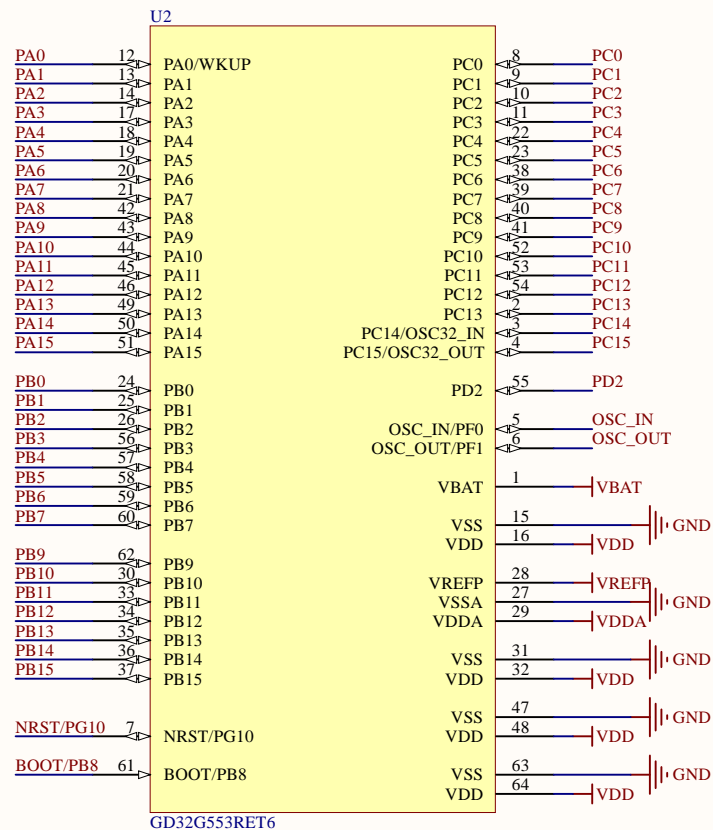 U2
PA0 12 PA0/WKUP PC0 8 PC0
PA1 13 PA1 PC1 9 PC1
PA2 14 PA2 PC2 10 PC2
PA3 17 PA3 PC3 11 PC3
PA4 18 PA4 PC4 22 PC4
PA5 19 PA5 PC5 23 PC5
PA6 20 PA6 PC6 38 PC6
PA7 21 PA7 PC7 39 PC7
PA8 42 PA8 PC8 40 PC8
PA9 43 PA9 PC9 41 PC9
PA10 44 PA10 PC10 52 PC10
PA11 45 PA11 PC11 53 PC11
PA12 46 PA12 PC12 54 PC12
PA13 49 PA13 PC13 2 PC13
PA14 50 PA14 PC14/OSC32_IN 3 PC14
PA15 51 PA15 PC15/OSC32_OUT 4 PC15
PB0 24 PB0 PD2 55 PD2
PB1 25 PB1
PB2 26 PB2 OSC_IN/PF0 5 OSC_IN
PB3 56 PB3 OSC_OUT/PF1 6 OSC_OUT
PB4 57 PB4
PB5 58 PB5 VBAT 1 VBAT
PB6 59 PB6
PB7 60 PB7 VSS 15 GND
VDD 16 VDD
PB9 62 PB9
PB10 30 PB10 VREFP 28 VREFP
PB11 33 PB11 VSSA 27 GND
PB12 34 PB12 VDDA 29 VDDA
PB13 35 PB13
PB14 36 PB14 VSS 31 GND
PB15 37 PB15 VDD 32 VDD
VSS 47 GND
NRST/PG10 7 NRST/PG10 VDD 48 VDD
BOOT/PB8 61 BOOT/PB8 VSS 63 GND
VDD 64 VDD
GD32G553RET6